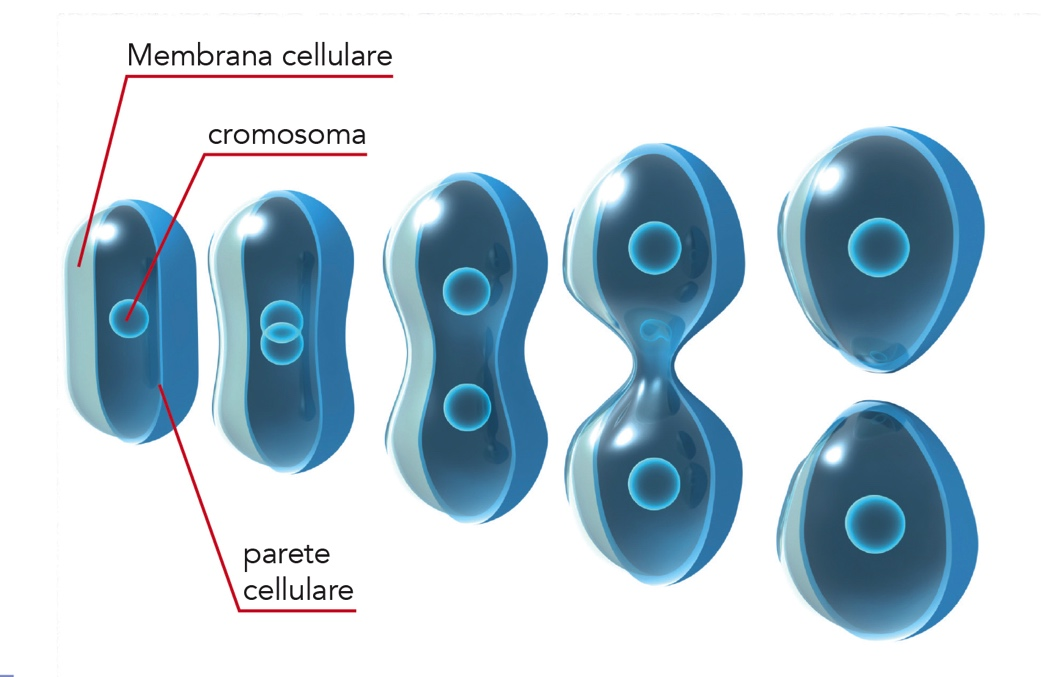 Membrana cellulare
cromosoma
parete
cellulare